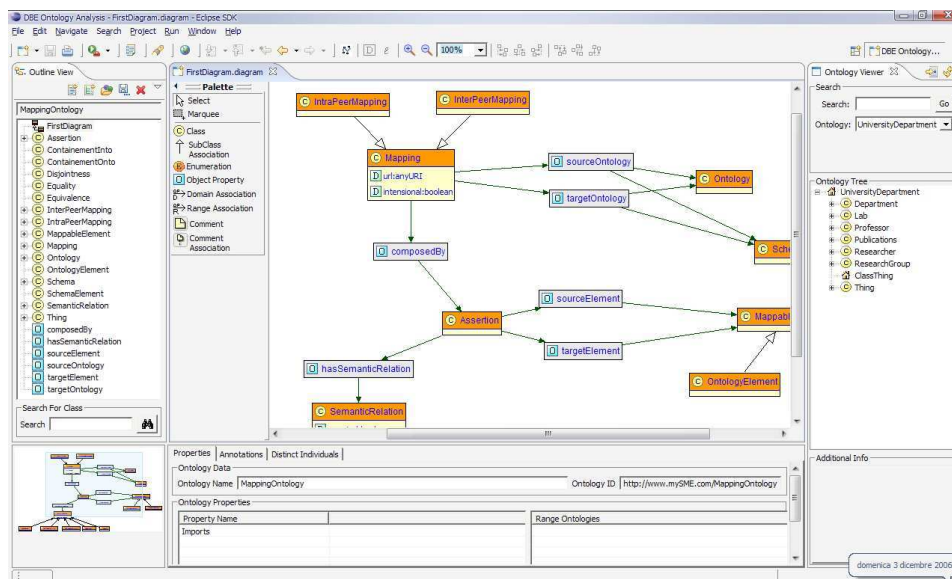 DBE Ontology Analysis - FirstDiagram.diagram - Eclipse SDK
File Edit Navigate Search Project Run Window Help
100%
DBE Ontology...
Outline View
MappingOntology
FirstDiagram
Assertion
ContainementInto
ContainementOnto
Disjointness
Equality
Equivalence
InterPeerMapping
IntraPeerMapping
MappableElement
Mapping
Ontology
OntologyElement
Schema
SchemaElement
SemanticRelation
Thing
composedBy
hasSemanticRelation
sourceElement
sourceOntology
targetElement
targetOntology
Search For Class
Search
FirstDiagram.diagram
Palette
Select
Marquee
Class
SubClass
Association
Enumeration
Object Property
Domain Association
Range Association
Comment
Comment
Association
IntraPeerMapping
InterPeerMapping
Mapping
url:anyURI
intensional:boolean
sourceOntology
targetOntology
Ontology
Sche
composedBy
Assertion
sourceElement
targetElement
Mappabl
OntologyElement
hasSemanticRelation
SemanticRelation
Properties Annotations Distinct Individuals
Ontology Data
Ontology Name MappingOntology Ontology ID http://www.mySME.com/MappingOntology
Ontology Properties
Property Name Range Ontologies
Imports
Ontology Viewer
Search
Search: Go
Ontology: UniversityDepartment
Ontology Tree
UniversityDepartment
Department
Lab
Professor
Publications
Researcher
ResearchGroup
ClassThing
Thing
Additional Info
domenica 3 dicembre